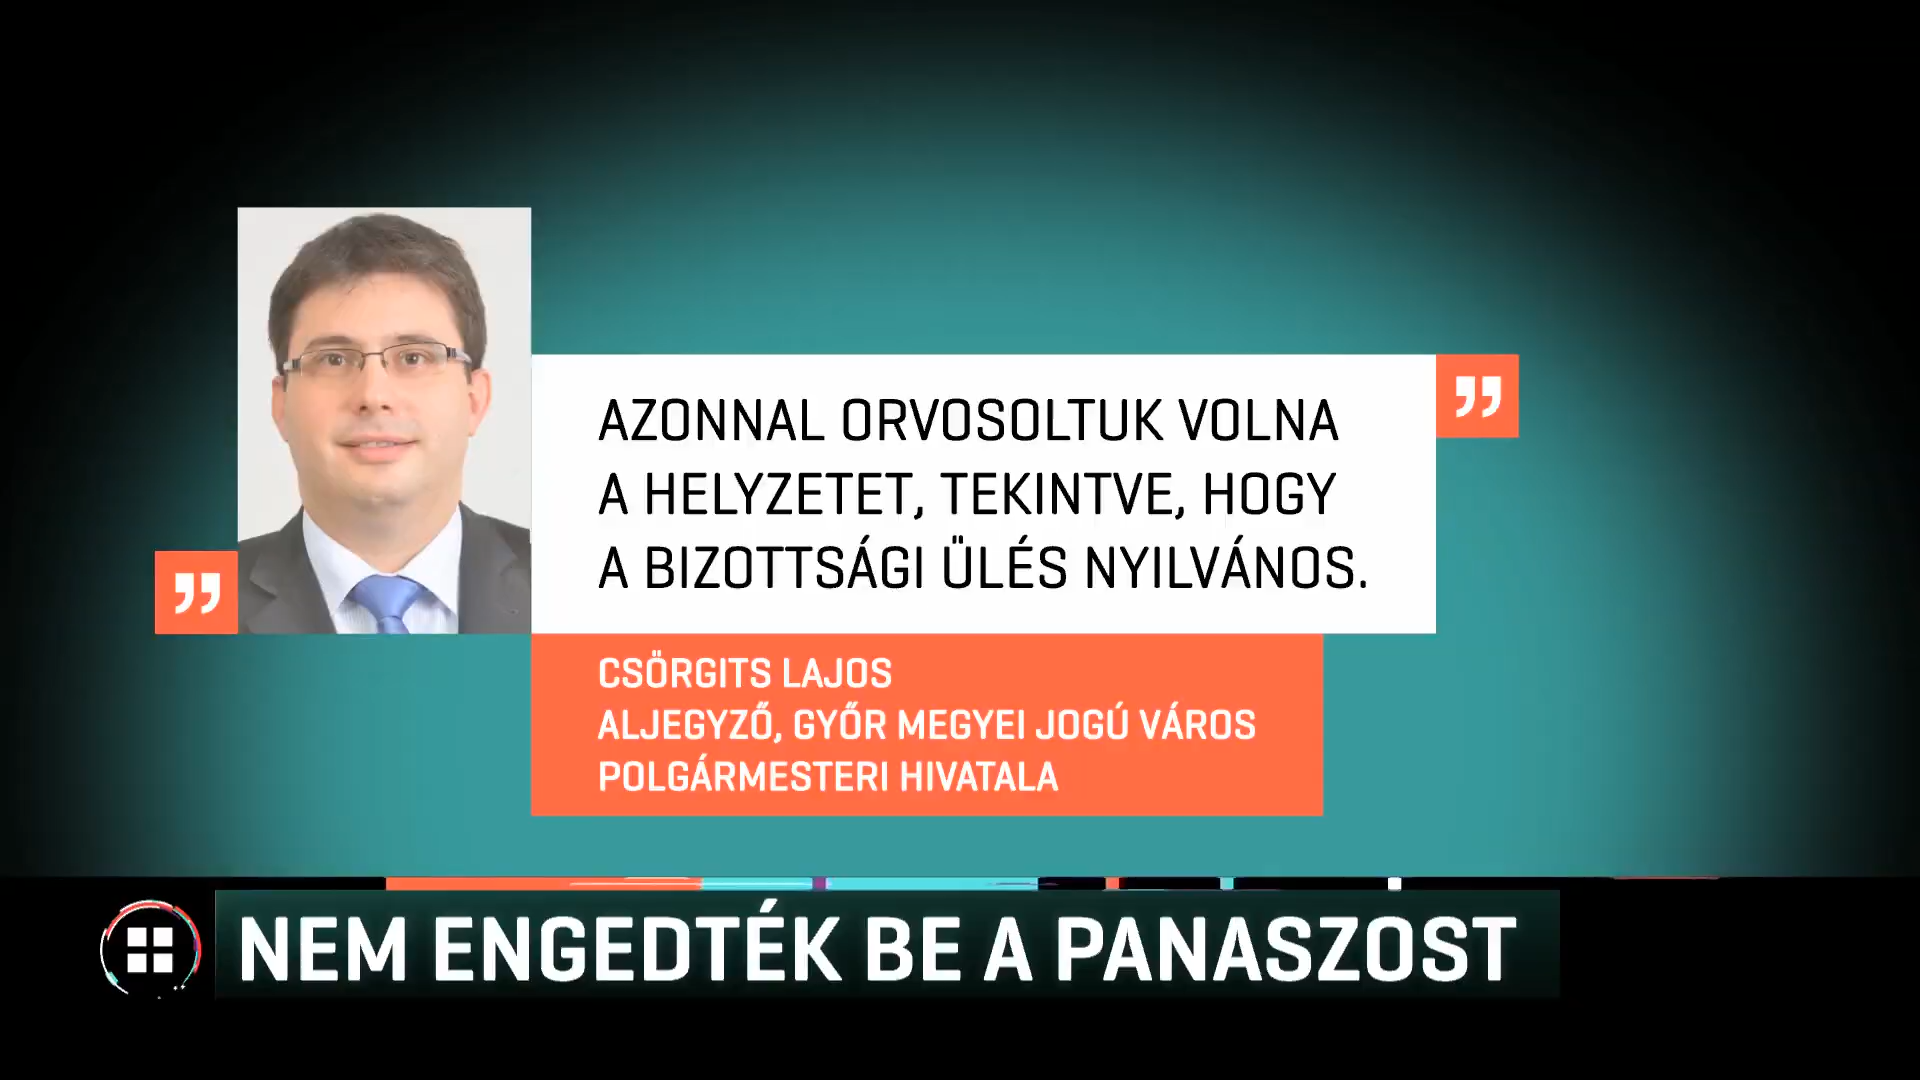 AZONNAL ORVOSOLTUK VOLNA
A HELYZETET, TEKINTVE, HOGY
A BIZOTTSÁGI ÜLÉS NYILVÁNOS.
CSÖRGITS LAJOS
ALJEGYZŐ, GYŐR MEGYEI JOGÚ VÁROS
POLGÁRMESTERI HIVATALA
NEM ENGEDTÉK BE A PANASZOST